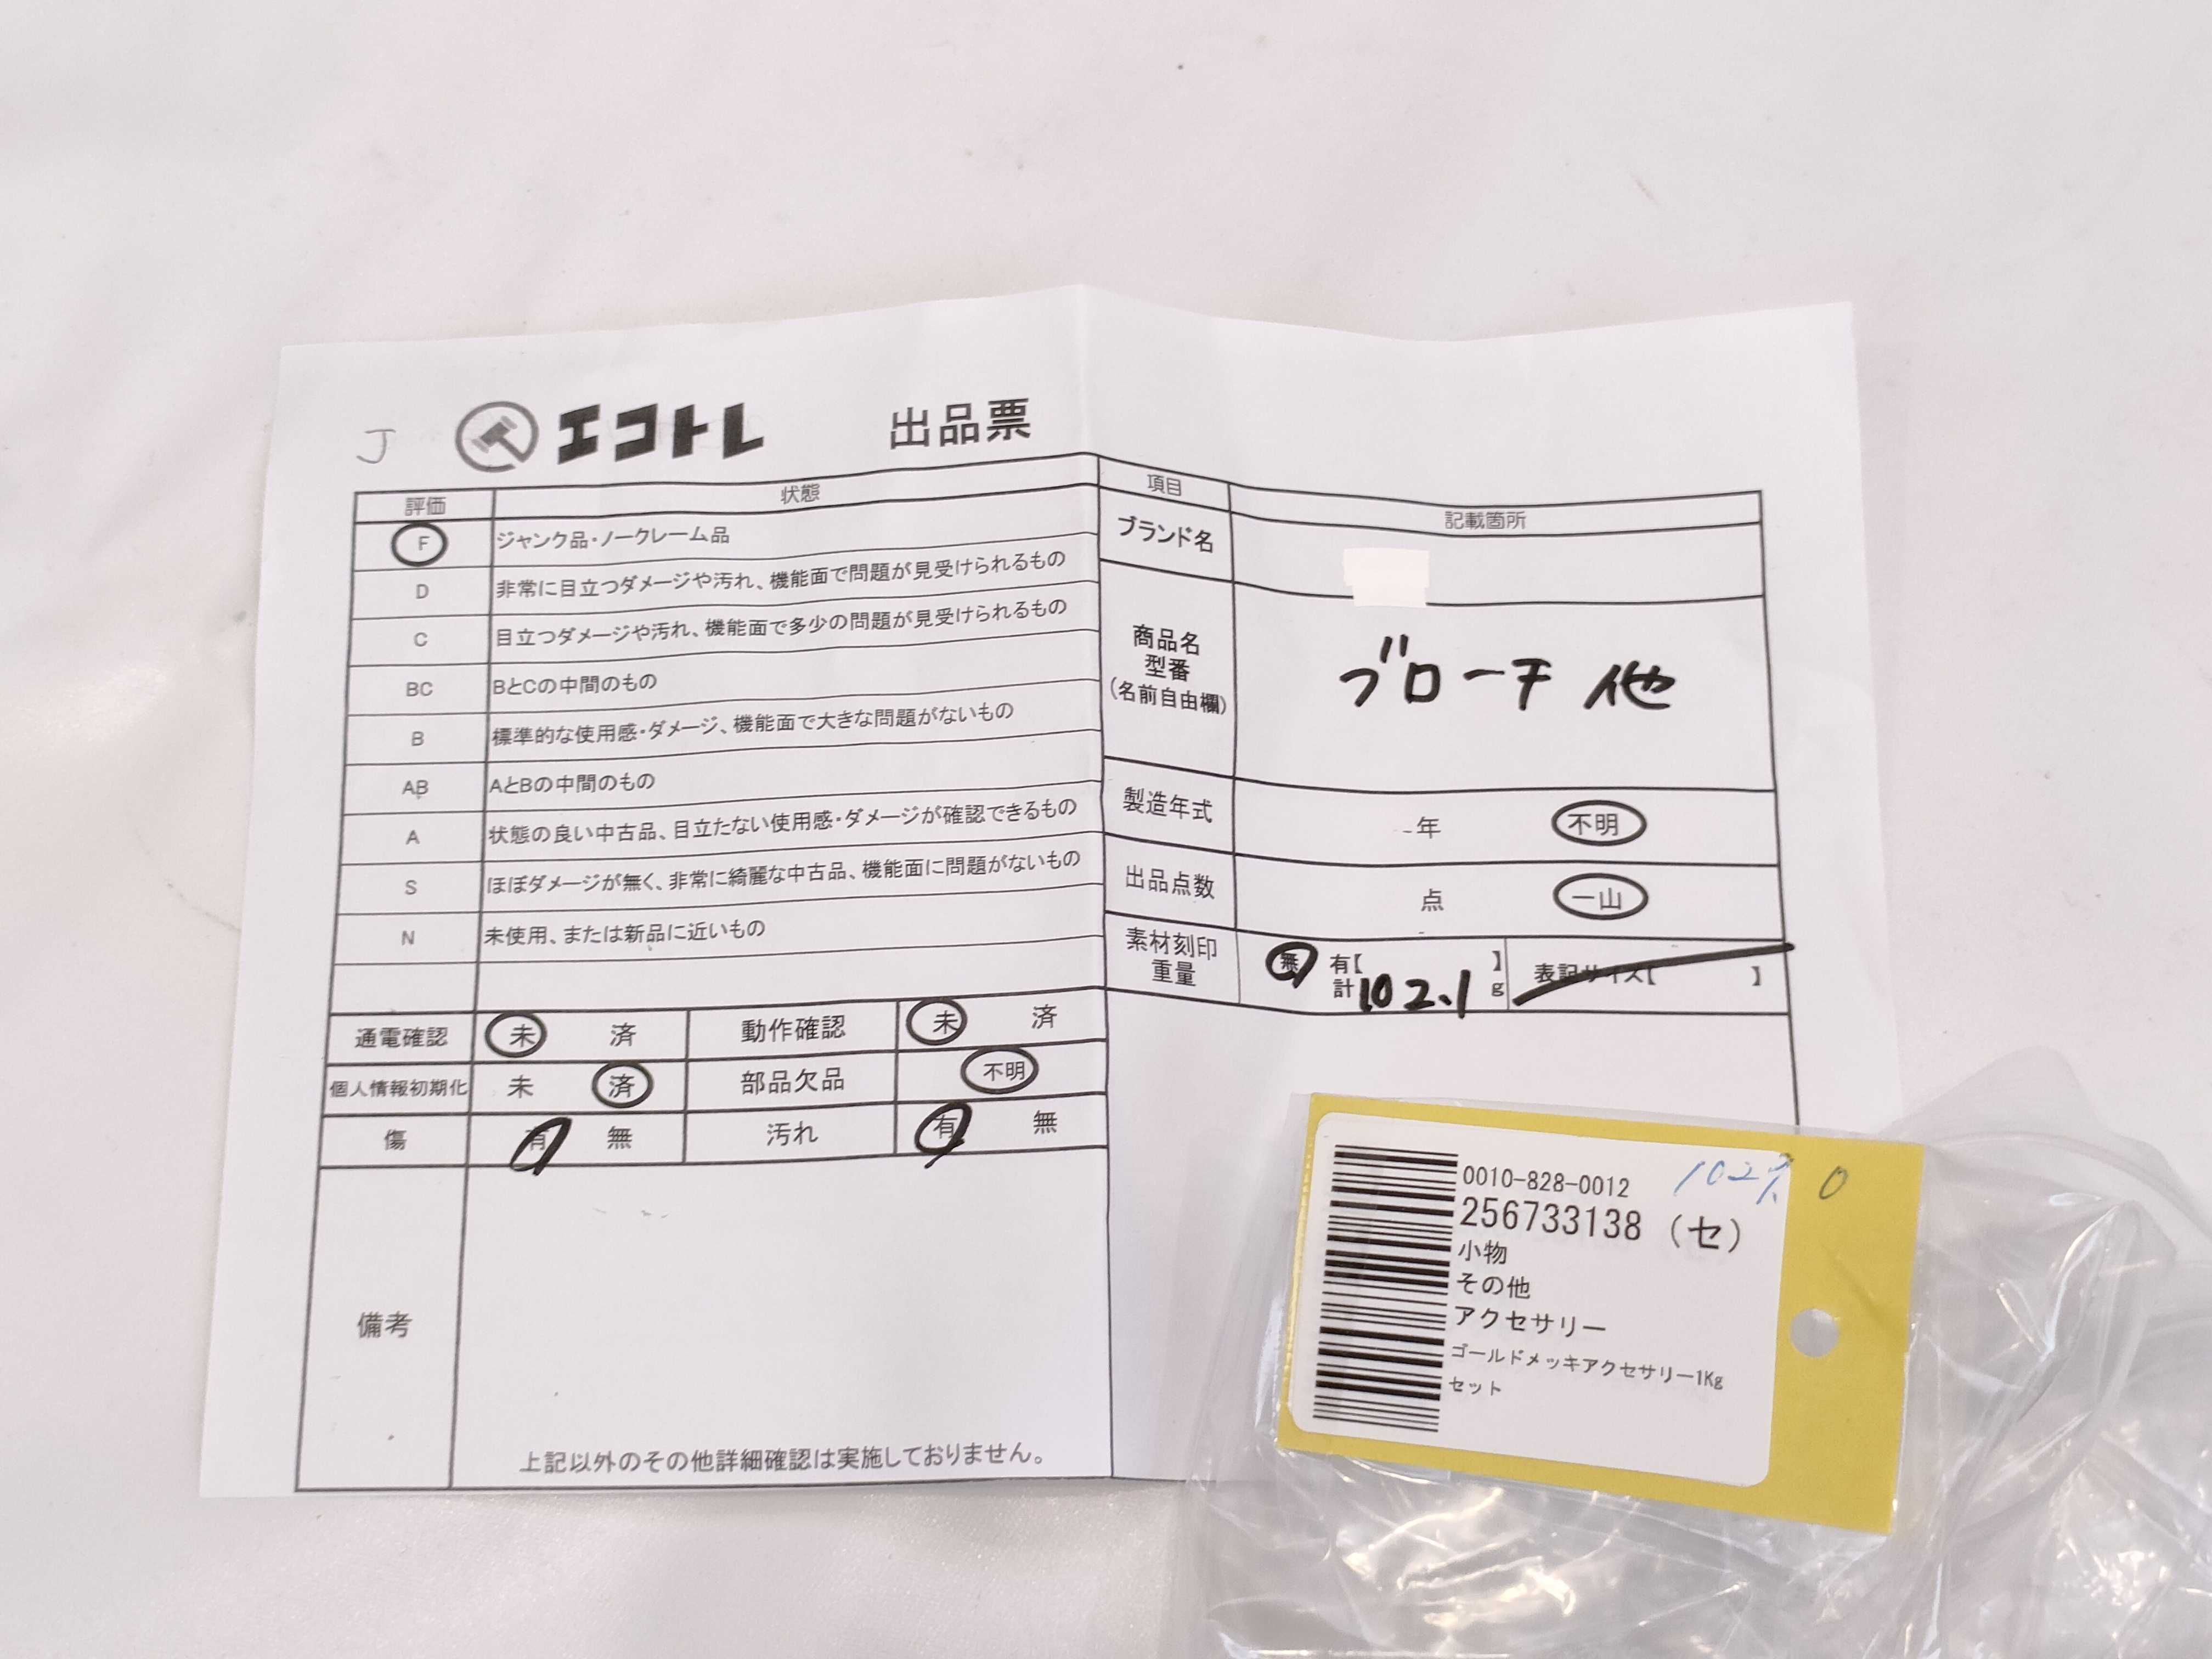 J エコトレ 出品票
評価 状態
F ジャンク品・ノークレーム品
D 非常に目立つダメージや汚れ、機能面で問題が見受けられるもの
C 目立つダメージや汚れ、機能面で多少の問題が見受けられるもの
BC BとCの中間のもの
B 標準的な使用感・ダメージ、機能面で大きな問題がないもの
AB AとBの中間のもの
A 状態の良い中古品、目立たない使用感・ダメージが確認できるもの
S ほぼダメージが無く、非常に綺麗な中古品、機能面に問題がないもの
N 未使用、または新品に近いもの
通電確認 未 済 動作確認 未 済
個人情報初期化 未 済 部品欠品 不明
傷 有 無 汚れ 有 無
備考
上記以外のその他詳細確認は実施しておりません。
項目 記載箇所
ブランド名
商品名
型番
(名前自由欄)
ブローチ 他
製造年式 年 不明
出品点数 点 一山
素材刻印
重量
無 有【 】
計 102.1 g
表記サイズ【 】
0010-828-0012
256733138 (セ)
小物
その他
アクセサリー
ゴールドメッキアクセサリー1Kg
セット